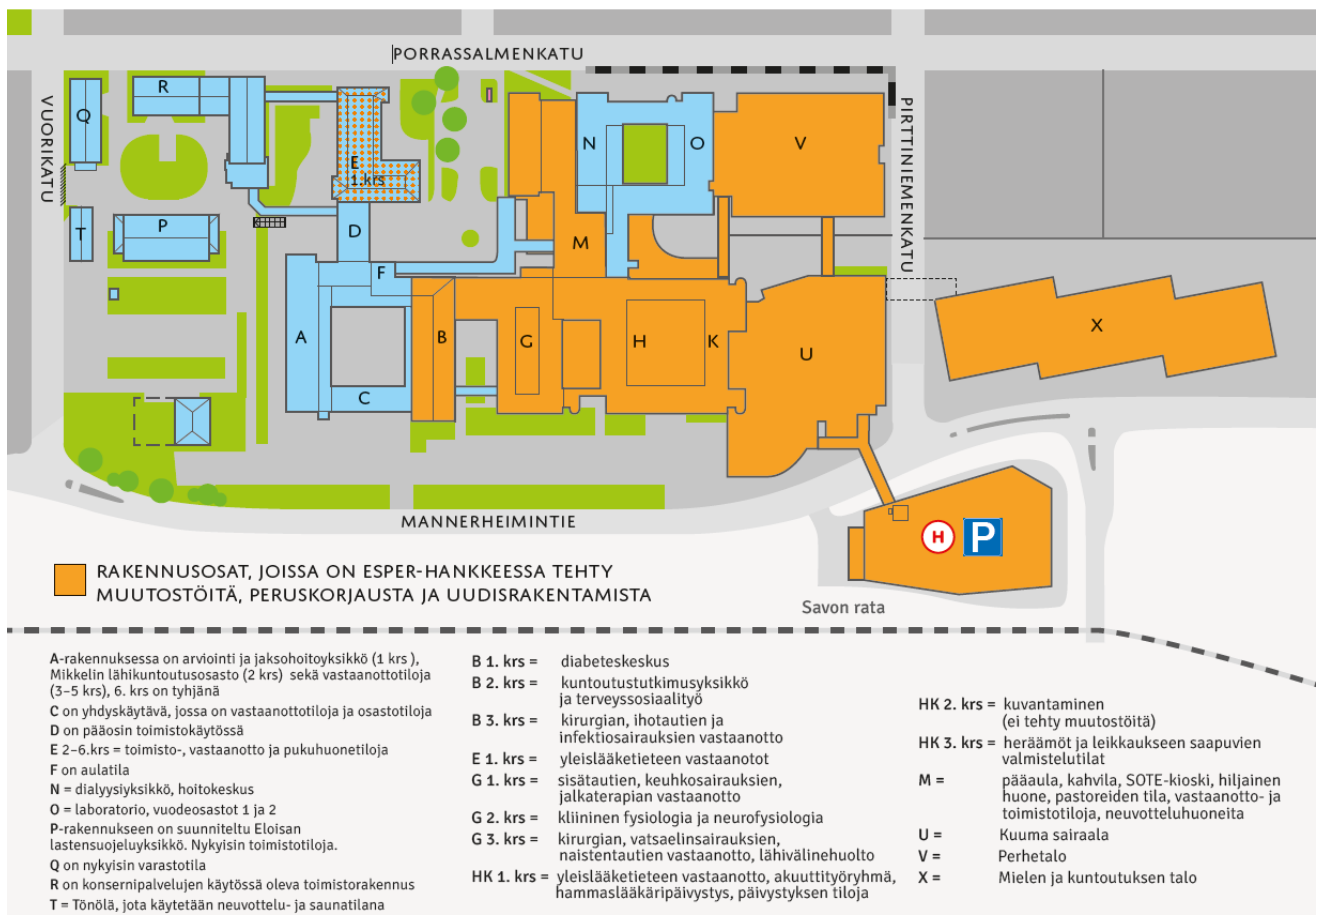 PORRASSALMENKATU
VUORIKATU
PIRTTINIEMENKATU
Q
R
E
1.krs
N
O
V
T
P
D
M
F
A
B
G
H
K
U
X
C
MANNERHEIMINTIE
H
P
RAKENNUSOSAT, JOISSA ON ESPER-HANKKEESSA TEHTY
MUUTOSTÖITÄ, PERUSKORJAUSTA JA UUDISRAKENTAMISTA
Savon rata
A-rakennuksessa on arviointi ja jaksohoitoyksikkö (1 krs ),
Mikkelin lähikuntoutusosasto (2 krs) sekä vastaanottotiloja
(3–5 krs), 6. krs on tyhjänä
C on yhdyskäytävä, jossa on vastaanottotiloja ja osastotiloja
D on pääosin toimistokäytössä
E 2–6.krs = toimisto-, vastaanotto ja pukuhuonetiloja
F on aulatila
N = dialyysiyksikkö, hoitokeskus
O = laboratorio, vuodeosastot 1 ja 2
P-rakennukseen on suunniteltu Eloisan
lastensuojeluyksikkö. Nykyisin toimistotiloja.
Q on nykyisin varastotila
R on konsernipalvelujen käytössä oleva toimistorakennus
T = Tönölä, jota käytetään neuvottelu- ja saunatilana
B 1. krs = diabeteskeskus
B 2. krs = kuntoutustutkimusyksikkö
ja terveyssosiaalityö
B 3. krs = kirurgian, ihotautien ja
infektiosairauksien vastaanotto
E 1. krs = yleislääketieteen vastaanotot
G 1. krs = sisätautien, keuhkosairauksien,
jalkaterapian vastaanotto
G 2. krs = kliininen fysiologia ja neurofysiologia
G 3. krs = kirurgian, vatsaelinsairauksien,
naistentautien vastaanotto, lähivälinehuolto
HK 1. krs = yleislääketieteen vastaanotto, akuuttityöryhmä,
hammaslääkäripäivystys, päivystyksen tiloja
HK 2. krs = kuvantaminen
(ei tehty muutostöitä)
HK 3. krs = heräämöt ja leikkaukseen saapuvien
valmistelutilat
M = pääaula, kahvila, SOTE-kioski, hiljainen
huone, pastoreiden tila, vastaanotto- ja
toimistotiloja, neuvotteluhuoneita
U = Kuuma sairaala
V = Perhetalo
X = Mielen ja kuntoutuksen talo